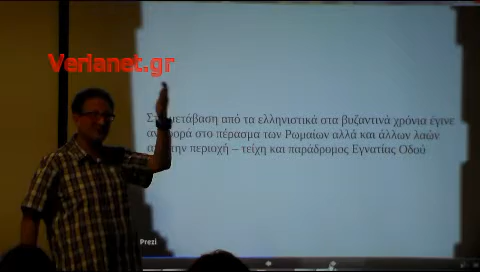 Verianet.gr
μετάβαση από τα ελληνιστικά στα βυζαντινά χρόνια έγινε
στο πέρασμα των Ρωμαίων αλλά και άλλων λαών
την περιοχή – τείχη και παράδρομος Εγνατίας Οδού
Prezi